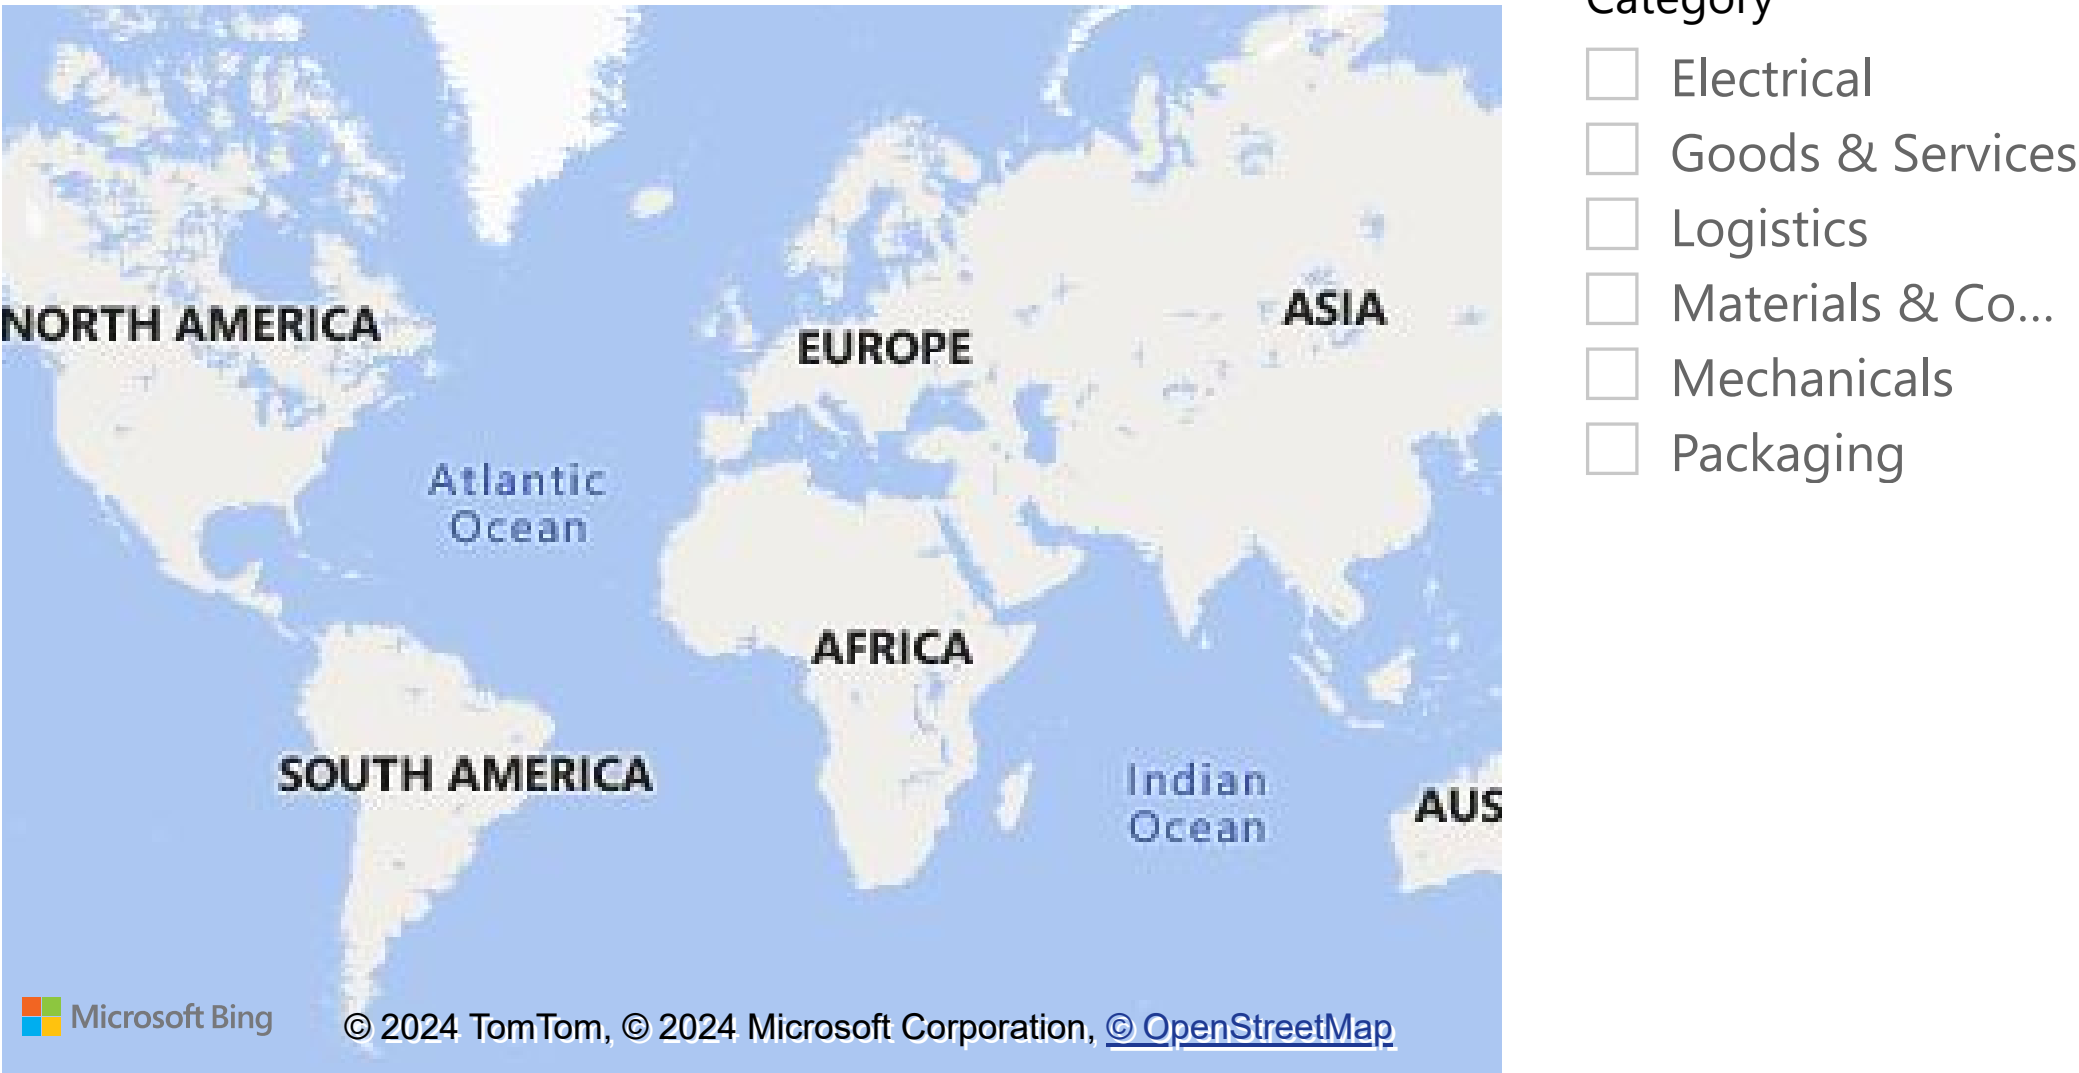 Category
Electrical
Goods & Services
Logistics
Materials & Co...
Mechanicals
Packaging
NORTH AMERICA
EUROPE
ASIA
Atlantic
Ocean
AFRICA
SOUTH AMERICA
Indian
Ocean
AUS
Microsoft Bing
© 2024 TomTom, © 2024 Microsoft Corporation, © OpenStreetMap